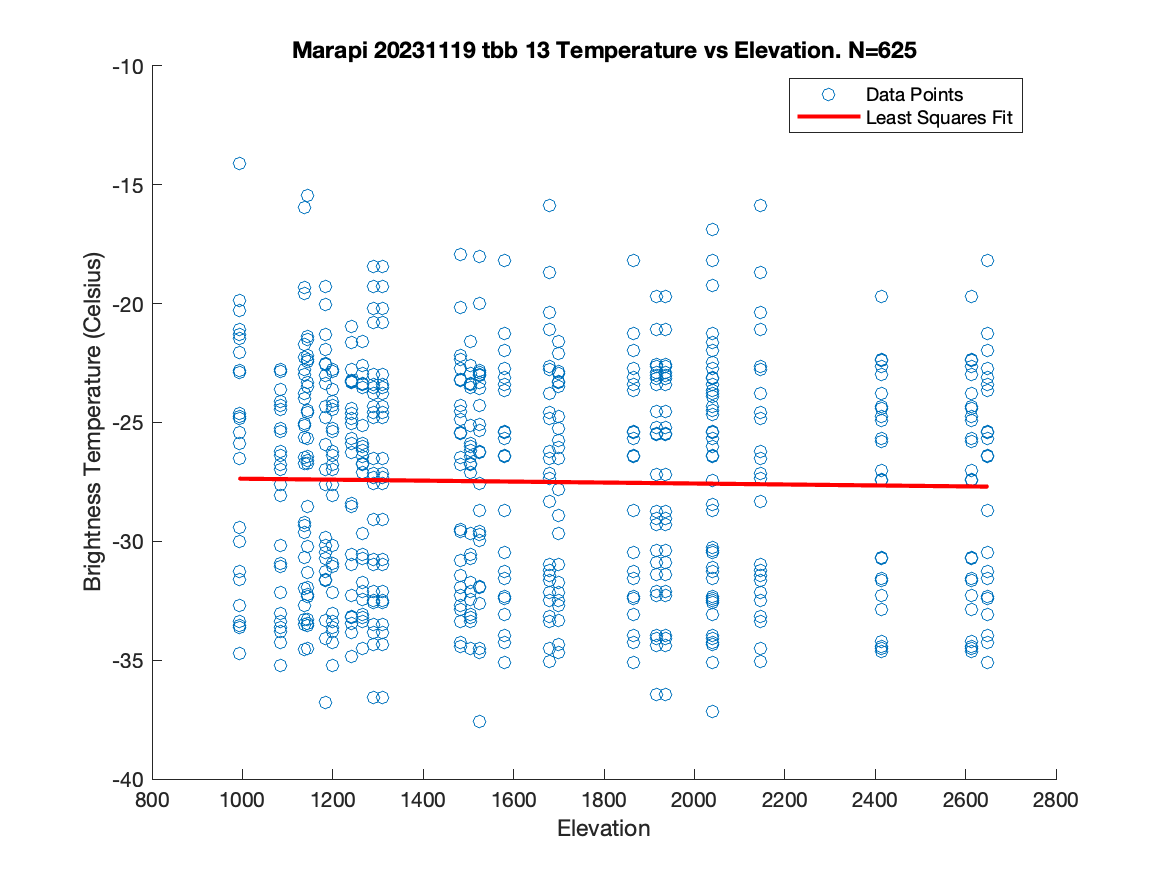 Marapi 20231119 tbb 13 Temperature vs Elevation. N=625
Data Points
Least Squares Fit
Brightness Temperature (Celsius)
-10
-15
-20
-25
-30
-35
-40
800 1000 1200 1400 1600 1800 2000 2200 2400 2600 2800
Elevation